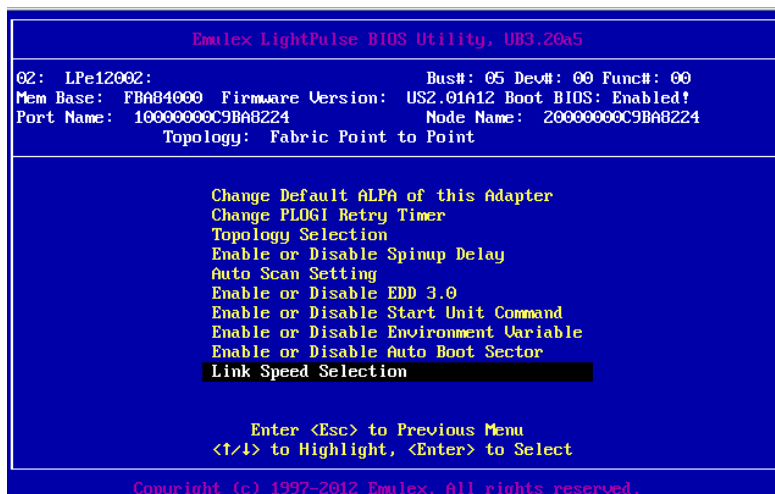 Emulex LightPulse BIOS Utility, UB3.20a5
02: LPe12002: Bus#: 05 Dev#: 00 Func#: 00
Mem Base: FBA84000 Firmware Version: US2.01A12 Boot BIOS: Enabled!
Port Name: 10000000C9BA8224 Node Name: 20000000C9BA8224
Topology: Fabric Point to Point
Change Default ALPA of this Adapter
Change PLOGI Retry Timer
Topology Selection
Enable or Disable Spinup Delay
Auto Scan Setting
Enable or Disable EDD 3.0
Enable or Disable Start Unit Command
Enable or Disable Environment Variable
Enable or Disable Auto Boot Sector
Link Speed Selection
Enter <Esc> to Previous Menu
<↑/↓> to Highlight, <Enter> to Select
Copyright (c) 1997-2012 Emulex. All rights reserved.